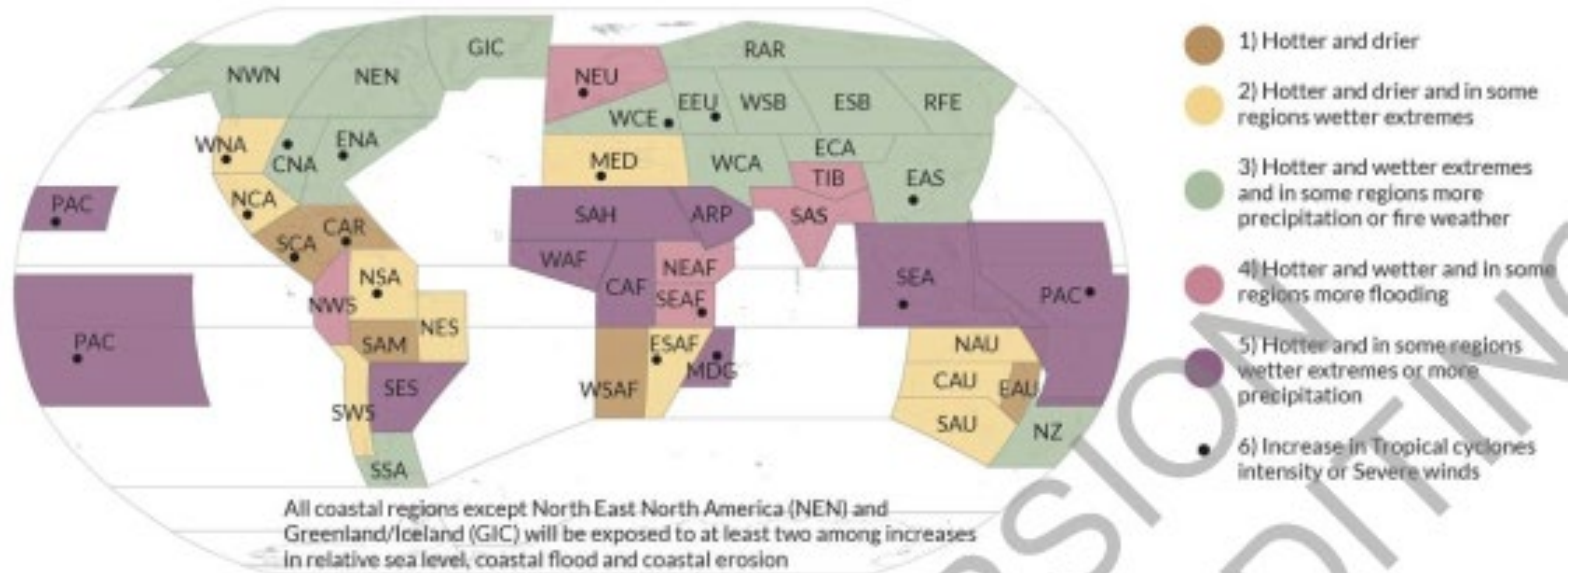 GIC
RAR
NWN
NEN
NEU
EEU
WSB
ESB
RFE
WCE
WNA
CNA
ENA
MED
WCA
ECA
TIB
EAS
PAC
NCA
CAR
SCA
SAH
ARP
SAS
WAF
CAF
NEAF
SEAF
SEA
PAC
NSA
NWS
NES
PAC
SAM
SES
SWS
SSA
WSAF
ESAF
MDG
NAU
CAU
EAU
SAU
NZ
1) Hotter and drier
2) Hotter and drier and in some
regions wetter extremes
3) Hotter and wetter extremes
and in some regions more
precipitation or fire weather
4) Hotter and wetter and in some
regions more flooding
5) Hotter and in some regions
wetter extremes or more
precipitation
6) Increase in Tropical cyclones
intensity or Severe winds
All coastal regions except North East North America (NEN) and
Greenland/Iceland (GIC) will be exposed to at least two among increases
in relative sea level, coastal flood and coastal erosion